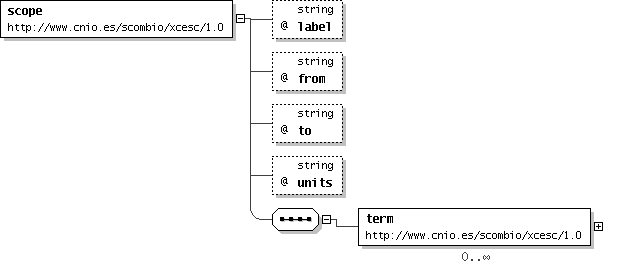 scope
http://www.cnio.es/scombio/xcesc/1.0
string
@ label
string
@ from
string
@ to
string
@ units
term
http://www.cnio.es/scombio/xcesc/1.0
0..∞